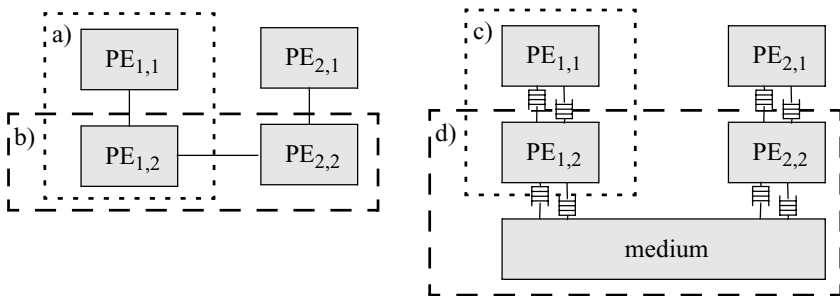 a)
PE1,1
PE2,1
b)
PE1,2
PE2,2
c)
PE1,1
PE2,1
d)
PE1,2
PE2,2
medium